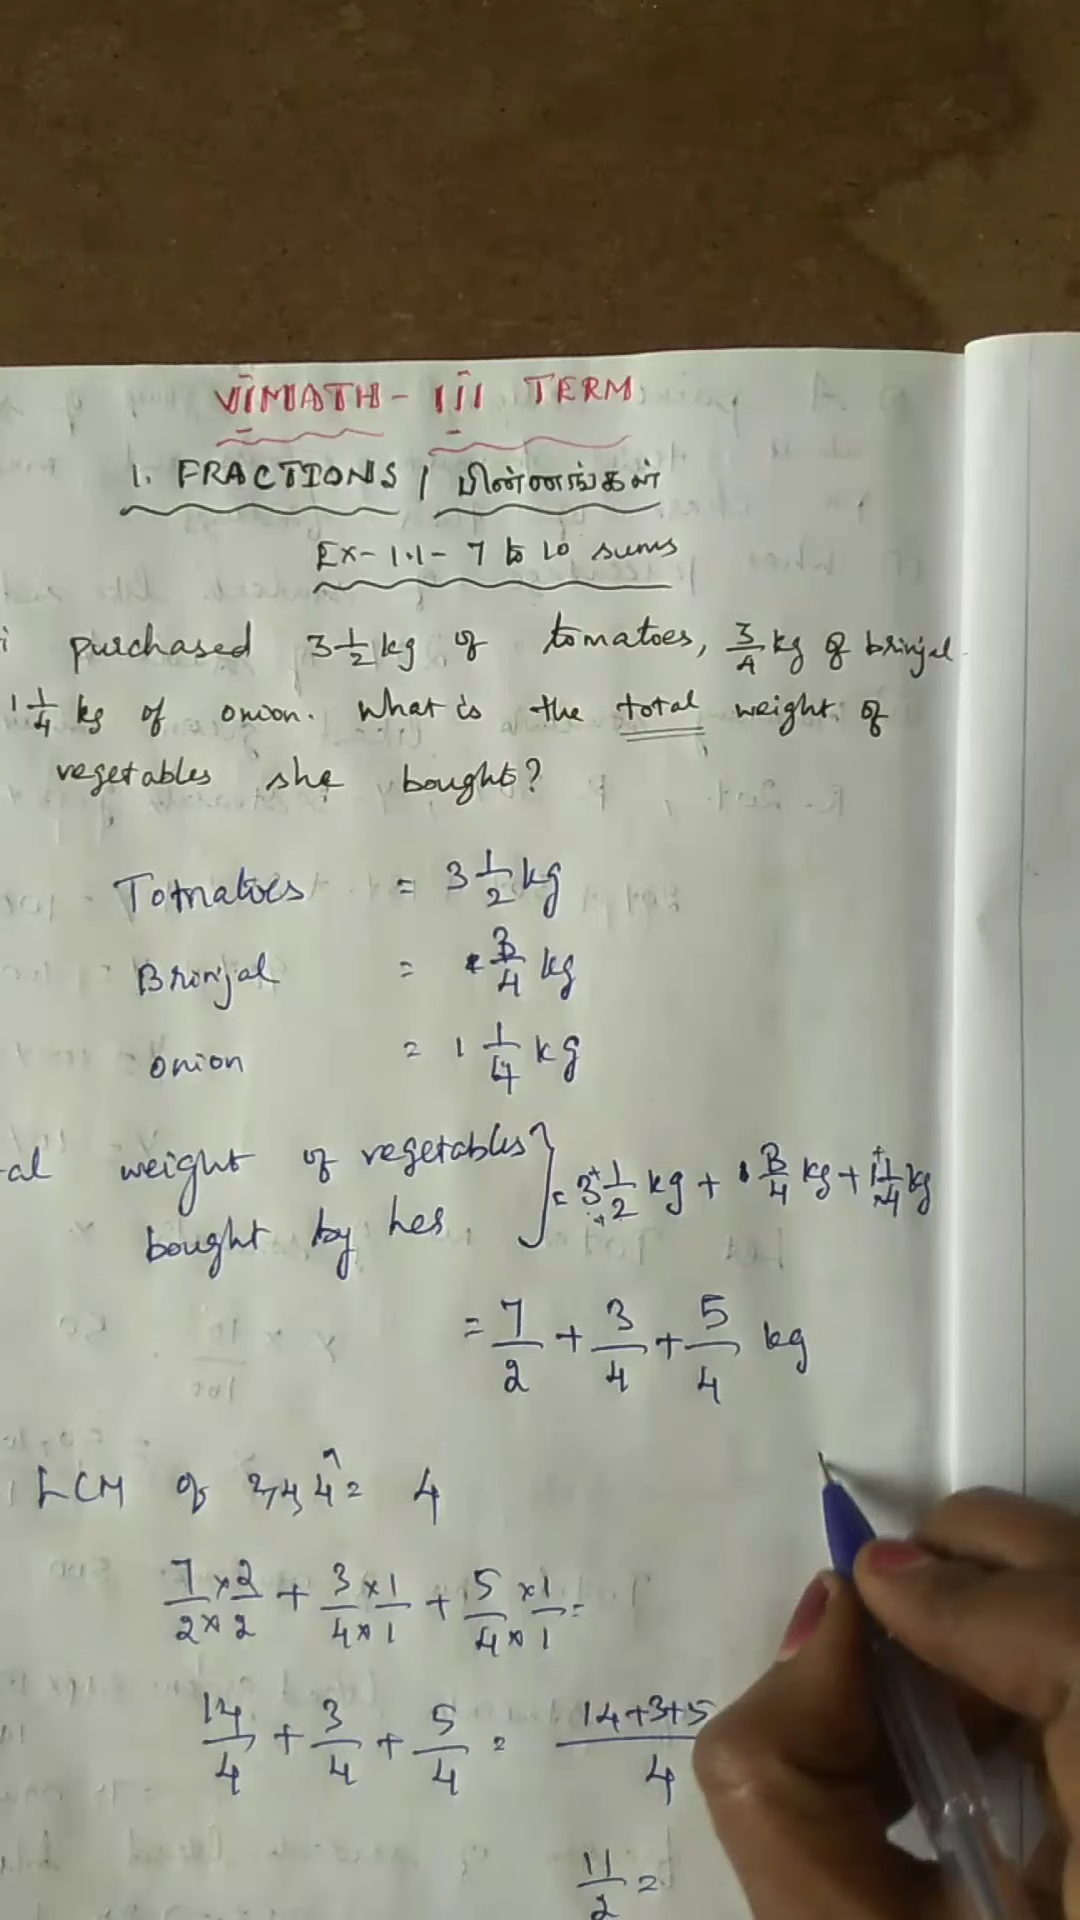 VI MATH - III TERM
1. FRACTIONS / பின்னங்கள்
Ex - 1.1 - 7 to 10 sums
i purchased 3 1/2 kg of tomatoes, 3/4 kg of brinjal
1 1/4 kg of onion. What is the total weight of
vegetables she bought?
Tomatoes = 3 1/2 kg
Brinjal = 3/4 kg
onion = 1 1/4 kg
al weight of vegetables
bought by her } = 3 1/2 kg + 3/4 kg + 1 1/4 kg
= 7/2 + 3/4 + 5/4 kg
LCM of 2,4,4 = 4
7/2 × 2/2 + 3/4 × 1/1 + 5/4 × 1/1 =
14/4 + 3/4 + 5/4 = 14+3+5/4
11/2 =